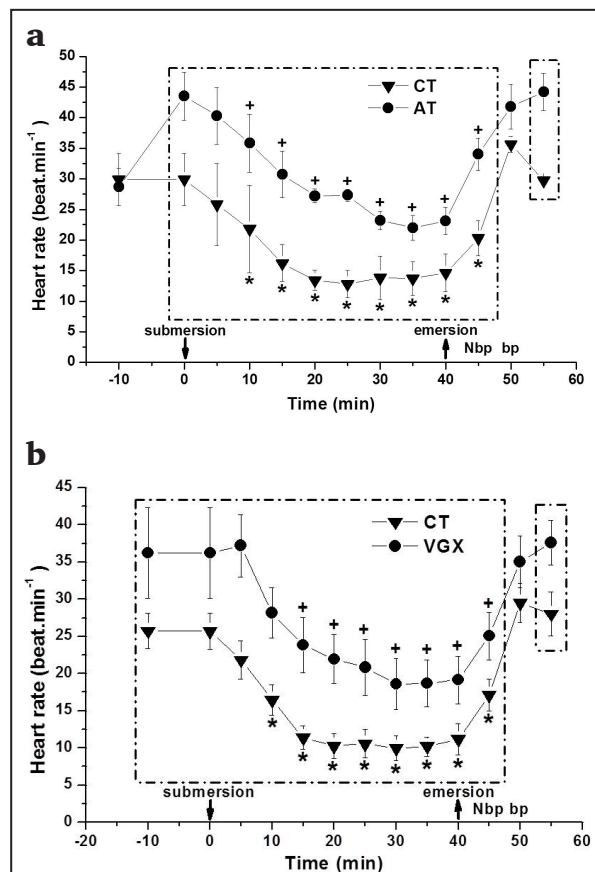 a
50
45
40
35
30
25
20
15
10
5
0
Heart rate (beat.min⁻¹)
CT
AT
+ + + + + + + +
* * * * * * * *
submersion
emersion
Nbp bp
-10 0 10 20 30 40 50 60
Time (min)
b
45
40
35
30
25
20
15
10
5
0
Heart rate (beat.min⁻¹)
CT
VGX
+ + + + + + +
* * * * * * * *
submersion
emersion
Nbp bp
-20 -10 0 10 20 30 40 50 60
Time (min)